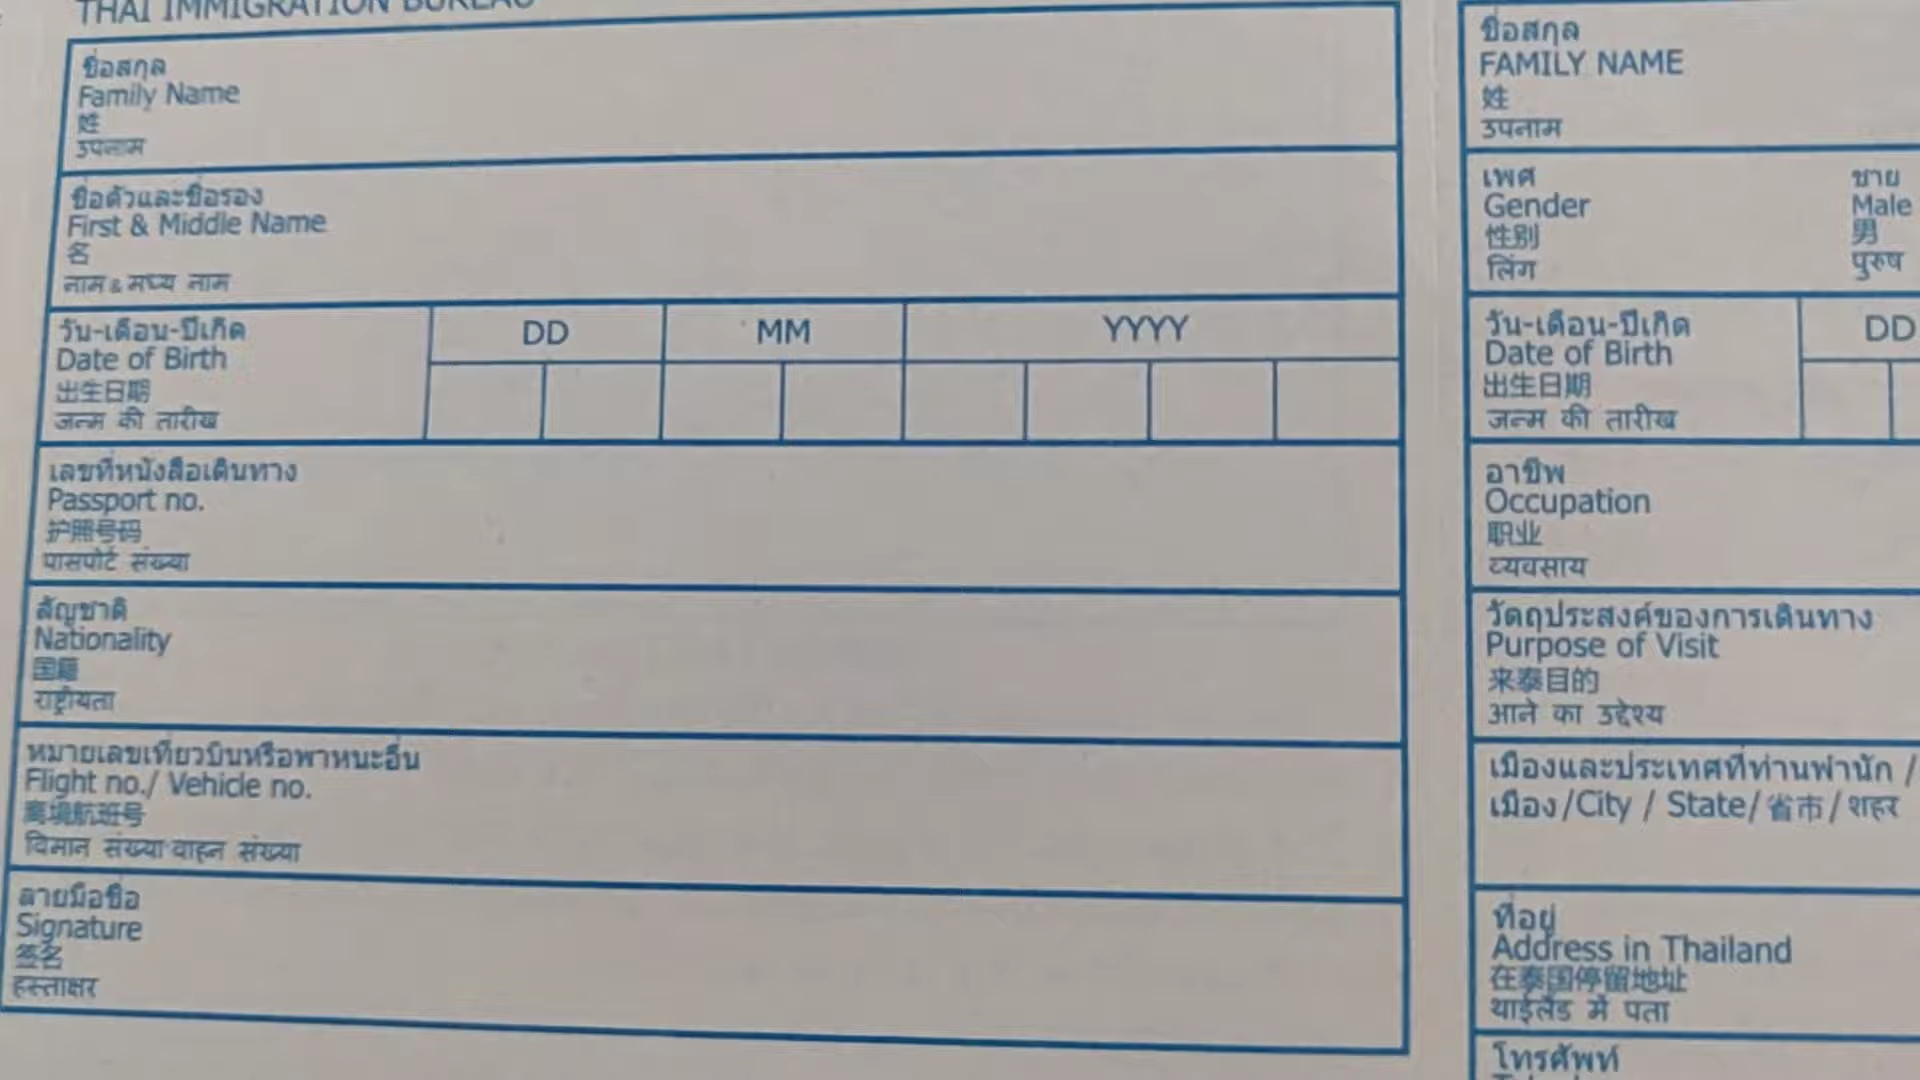 THAI IMMIGRATION BUREAU
ชื่อสกุล
Family Name
姓
उपनाम
ชื่อตัวและชื่อรอง
First & Middle Name
名
नाम & मध्य नाम
วัน-เดือน-ปีเกิด
Date of Birth
出生日期
जन्म की तारीख
DD
MM
YYYY
เลขที่หนังสือเดินทาง
Passport no.
护照号码
पासपोर्ट संख्या
สัญชาติ
Nationality
国籍
राष्ट्रीयता
หมายเลขเที่ยวบินหรือพาหนะอื่น
Flight no./ Vehicle no.
离境航班号
विमान संख्या वाहन संख्या
ลายมือชื่อ
Signature
签名
हस्ताक्षर
ชื่อสกุล
FAMILY NAME
姓
उपनाम
เพศ
Gender
性别
लिंग
ชาย
Male
男
पुरुष
วัน-เดือน-ปีเกิด
Date of Birth
出生日期
जन्म की तारीख
DD
อาชีพ
Occupation
职业
व्यवसाय
วัตถุประสงค์ของการเดินทาง
Purpose of Visit
来泰目的
आने का उद्देश्य
เมืองและประเทศที่ท่านพำนัก /
เมือง/City / State/省市/शहर
ที่อยู่
Address in Thailand
在泰国停留地址
थाईलैंड में पता
โทรศัพท์